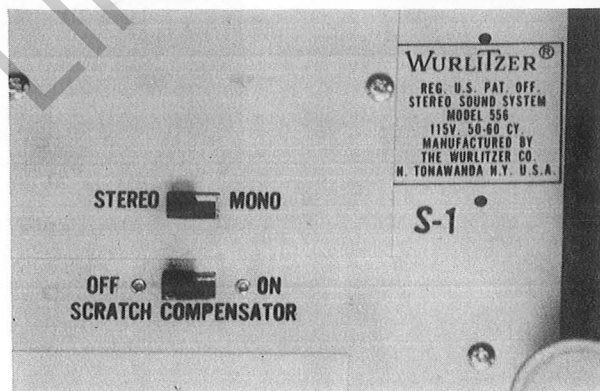 WURLITZER®
REG. U.S. PAT. OFF.
STEREO SOUND SYSTEM
MODEL 556
115V. 50-60 CY.
MANUFACTURED BY
THE WURLITZER CO.
N. TONAWANDA N.Y. U.S.A.
STEREO MONO
S-1
OFF ON
SCRATCH COMPENSATOR